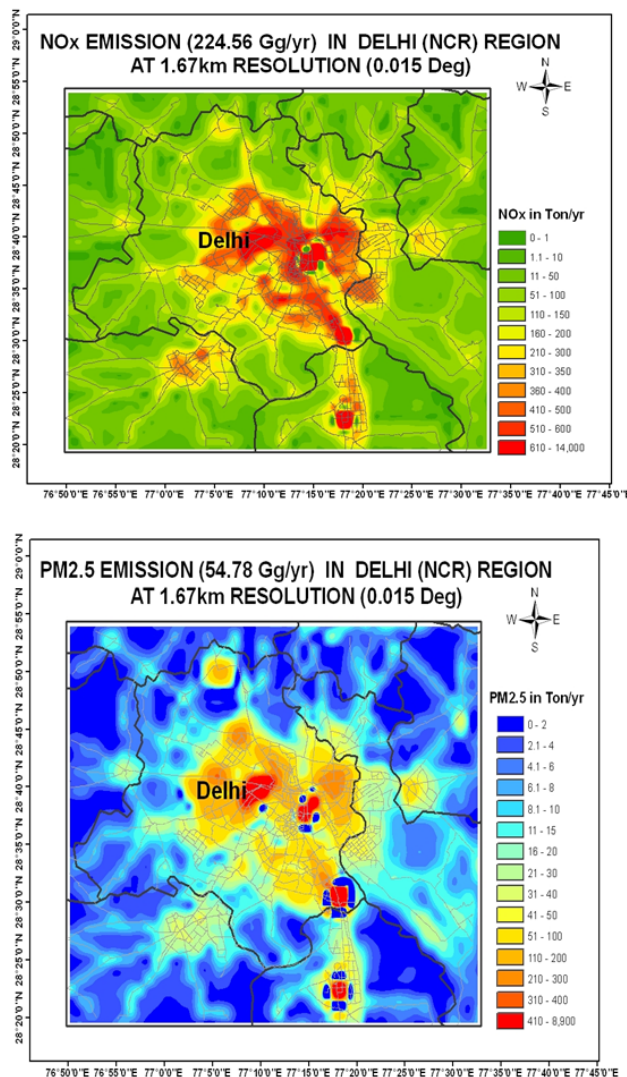 NOx EMISSION (224.56 Gg/yr) IN DELHI (NCR) REGION
AT 1.67km RESOLUTION (0.015 Deg)
N
W E
S
28°20'0"N 28°25'0"N 28°30'0"N 28°35'0"N 28°40'0"N 28°45'0"N 28°50'0"N 28°55'0"N 29°0'0"N
Delhi
NOx in Ton/yr
0 - 1
1.1 - 10
11 - 50
51 - 100
110 - 150
160 - 200
210 - 300
310 - 350
360 - 400
410 - 500
510 - 600
610 - 14,000
76°50'0"E 76°55'0"E 77°0'0"E 77°5'0"E 77°10'0"E 77°15'0"E 77°20'0"E 77°25'0"E 77°30'0"E 77°35'0"E 77°40'0"E 77°45'0"E
PM2.5 EMISSION (54.78 Gg/yr) IN DELHI (NCR) REGION
AT 1.67km RESOLUTION (0.015 Deg)
N
W E
S
28°20'0"N 28°25'0"N 28°30'0"N 28°35'0"N 28°40'0"N 28°45'0"N 28°50'0"N 28°55'0"N 29°0'0"N
Delhi
PM2.5 in Ton/yr
0 - 2
2.1 - 4
4.1 - 6
6.1 - 8
8.1 - 10
11 - 15
16 - 20
21 - 30
31 - 40
41 - 50
51 - 100
110 - 200
210 - 300
310 - 400
410 - 8,900
76°50'0"E 76°55'0"E 77°0'0"E 77°5'0"E 77°10'0"E 77°15'0"E 77°20'0"E 77°25'0"E 77°30'0"E 77°35'0"E 77°40'0"E 77°45'0"E